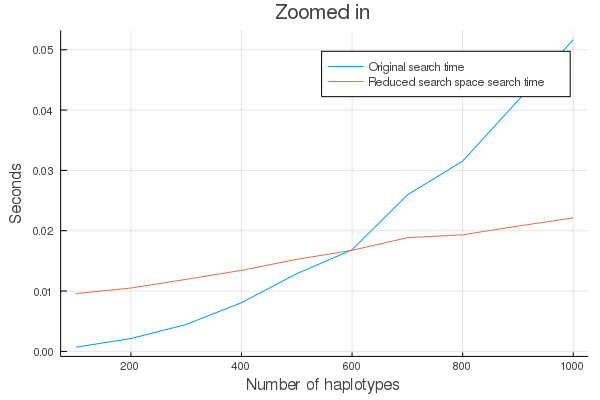 Zoomed in
Original search time
Reduced search space search time
Seconds
0.05
0.04
0.03
0.02
0.01
0.00
200 400 600 800 1000
Number of haplotypes